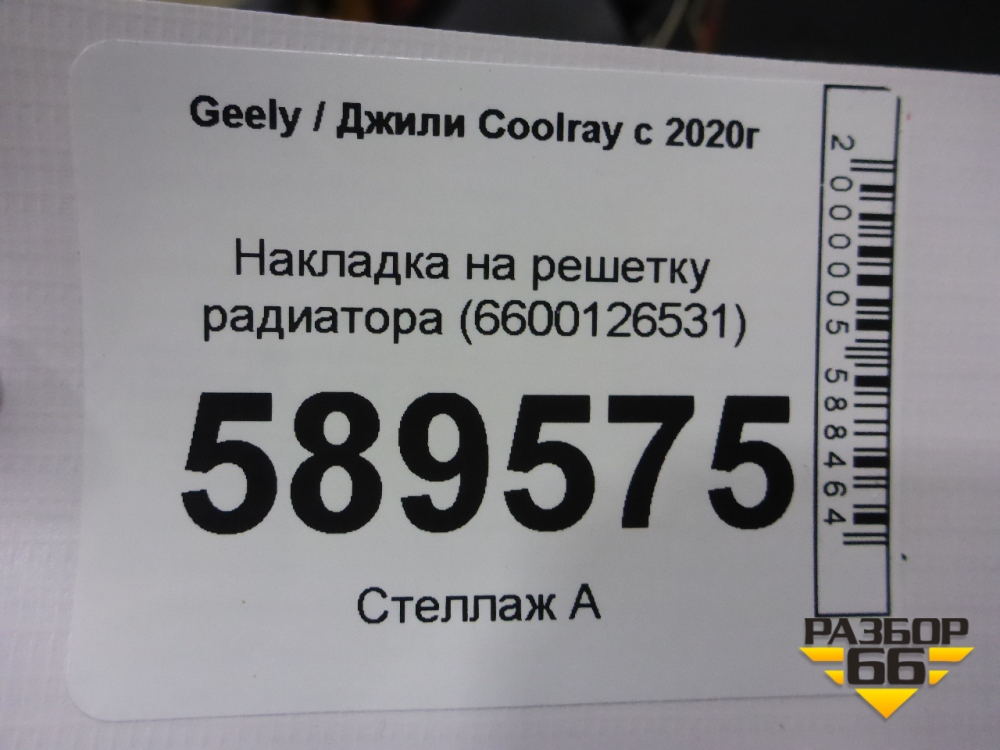 Geely / Джили Coolray с 2020г
Накладка на решетку
радиатора (6600126531)
589575
Стеллаж А
2000005588464
РАЗБОР
66